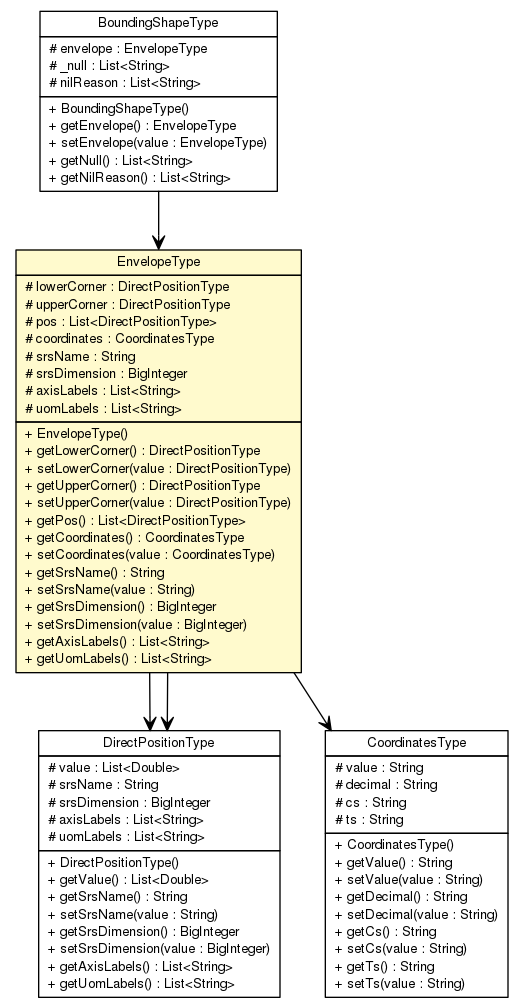 BoundingShapeType
# envelope : EnvelopeType
# _null : List<String>
# nilReason : List<String>
+ BoundingShapeType()
+ getEnvelope() : EnvelopeType
+ setEnvelope(value : EnvelopeType)
+ getNull() : List<String>
+ getNilReason() : List<String>
EnvelopeType
# lowerCorner : DirectPositionType
# upperCorner : DirectPositionType
# pos : List<DirectPositionType>
# coordinates : CoordinatesType
# srsName : String
# srsDimension : BigInteger
# axisLabels : List<String>
# uomLabels : List<String>
+ EnvelopeType()
+ getLowerCorner() : DirectPositionType
+ setLowerCorner(value : DirectPositionType)
+ getUpperCorner() : DirectPositionType
+ setUpperCorner(value : DirectPositionType)
+ getPos() : List<DirectPositionType>
+ getCoordinates() : CoordinatesType
+ setCoordinates(value : CoordinatesType)
+ getSrsName() : String
+ setSrsName(value : String)
+ getSrsDimension() : BigInteger
+ setSrsDimension(value : BigInteger)
+ getAxisLabels() : List<String>
+ getUomLabels() : List<String>
DirectPositionType
# value : List<Double>
# srsName : String
# srsDimension : BigInteger
# axisLabels : List<String>
# uomLabels : List<String>
+ DirectPositionType()
+ getValue() : List<Double>
+ getSrsName() : String
+ setSrsName(value : String)
+ getSrsDimension() : BigInteger
+ setSrsDimension(value : BigInteger)
+ getAxisLabels() : List<String>
+ getUomLabels() : List<String>
CoordinatesType
# value : String
# decimal : String
# cs : String
# ts : String
+ CoordinatesType()
+ getValue() : String
+ setValue(value : String)
+ getDecimal() : String
+ setDecimal(value : String)
+ getCs() : String
+ setCs(value : String)
+ getTs() : String
+ setTs(value : String)